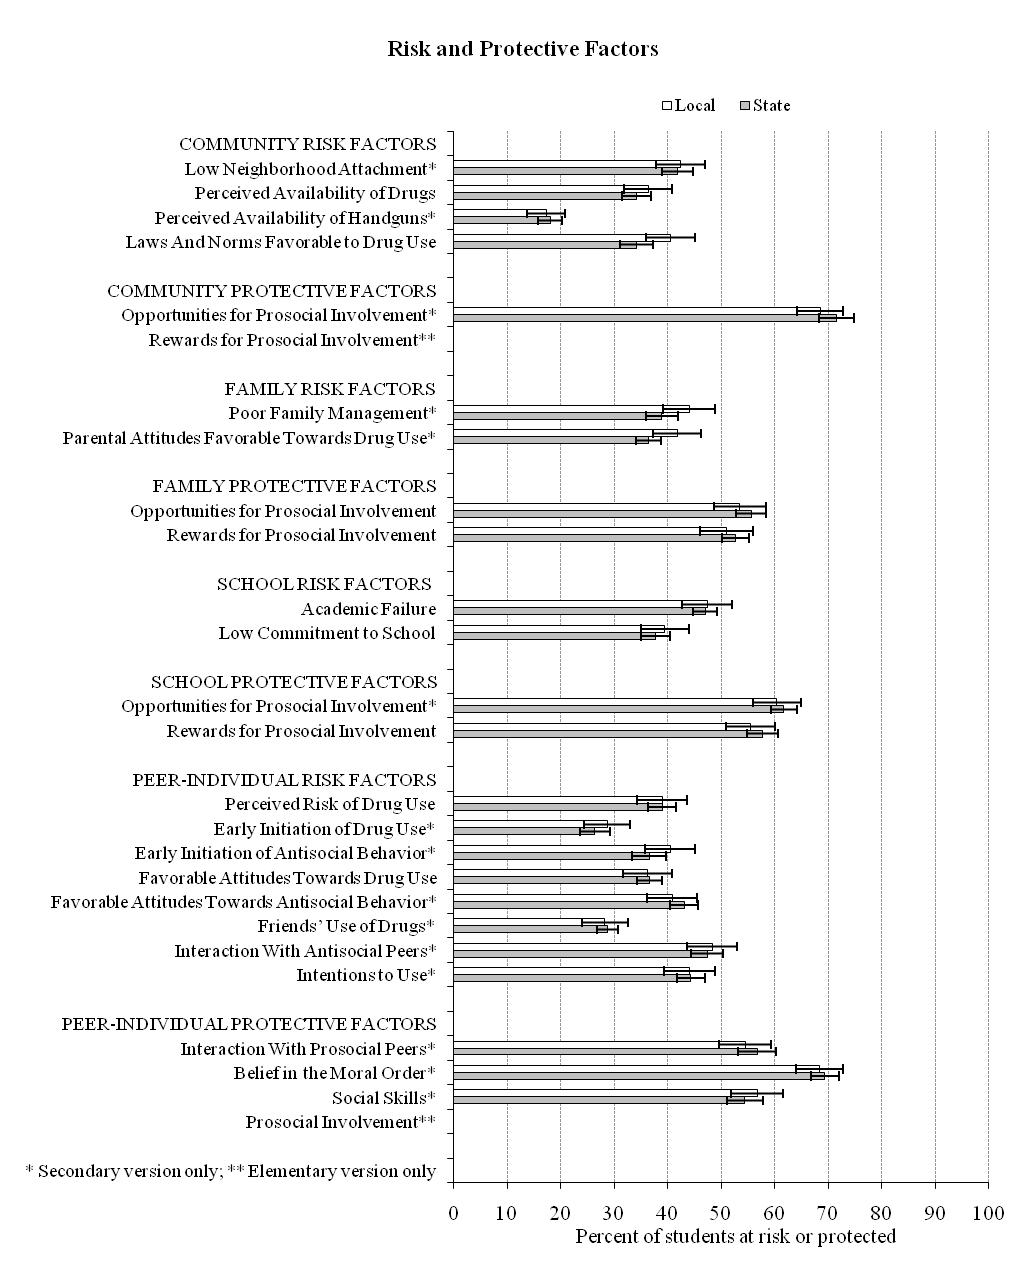 Risk and Protective Factors
Local State
COMMUNITY RISK FACTORS
Low Neighborhood Attachment*
Perceived Availability of Drugs
Perceived Availability of Handguns*
Laws And Norms Favorable to Drug Use
COMMUNITY PROTECTIVE FACTORS
Opportunities for Prosocial Involvement*
Rewards for Prosocial Involvement**
FAMILY RISK FACTORS
Poor Family Management*
Parental Attitudes Favorable Towards Drug Use*
FAMILY PROTECTIVE FACTORS
Opportunities for Prosocial Involvement
Rewards for Prosocial Involvement
SCHOOL RISK FACTORS
Academic Failure
Low Commitment to School
SCHOOL PROTECTIVE FACTORS
Opportunities for Prosocial Involvement*
Rewards for Prosocial Involvement
PEER-INDIVIDUAL RISK FACTORS
Perceived Risk of Drug Use
Early Initiation of Drug Use*
Early Initiation of Antisocial Behavior*
Favorable Attitudes Towards Drug Use
Favorable Attitudes Towards Antisocial Behavior*
Friends’ Use of Drugs*
Interaction With Antisocial Peers*
Intentions to Use*
PEER-INDIVIDUAL PROTECTIVE FACTORS
Interaction With Prosocial Peers*
Belief in the Moral Order*
Social Skills*
Prosocial Involvement**
* Secondary version only; ** Elementary version only
0 10 20 30 40 50 60 70 80 90 100
Percent of students at risk or protected